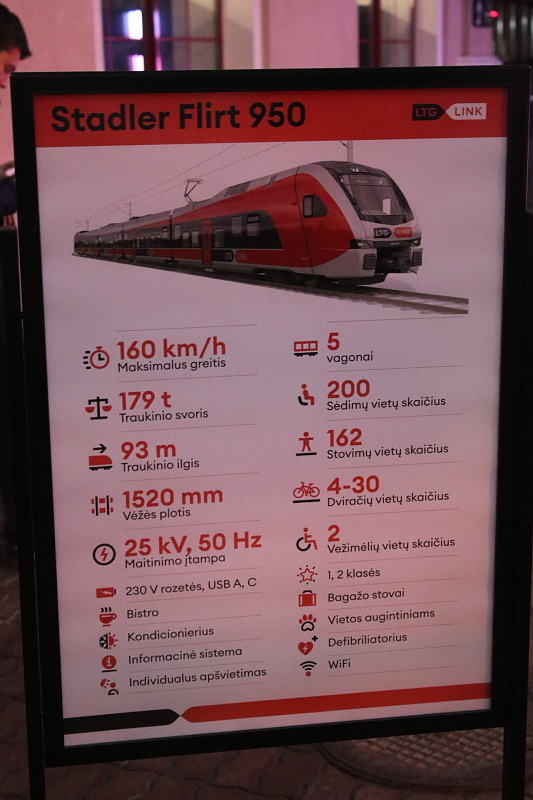 Stadler Flirt 950
LTG LINK
LTG LINK
160 km/h
Maksimalus greitis
179 t
Traukinio svoris
93 m
Traukinio ilgis
1520 mm
Vėžės plotis
25 kV, 50 Hz
Maitinimo įtampa
230 V rozetės, USB A, C
Bistro
Kondicionierius
Informacinė sistema
Individualus apšvietimas
5
vagonai
200
Sėdimų vietų skaičius
162
Stovimų vietų skaičius
4-30
Dviračių vietų skaičius
2
Vežimėlių vietų skaičius
1, 2 klasės
Bagažo stovai
Vietos augintiniams
Defibriliatorius
WiFi